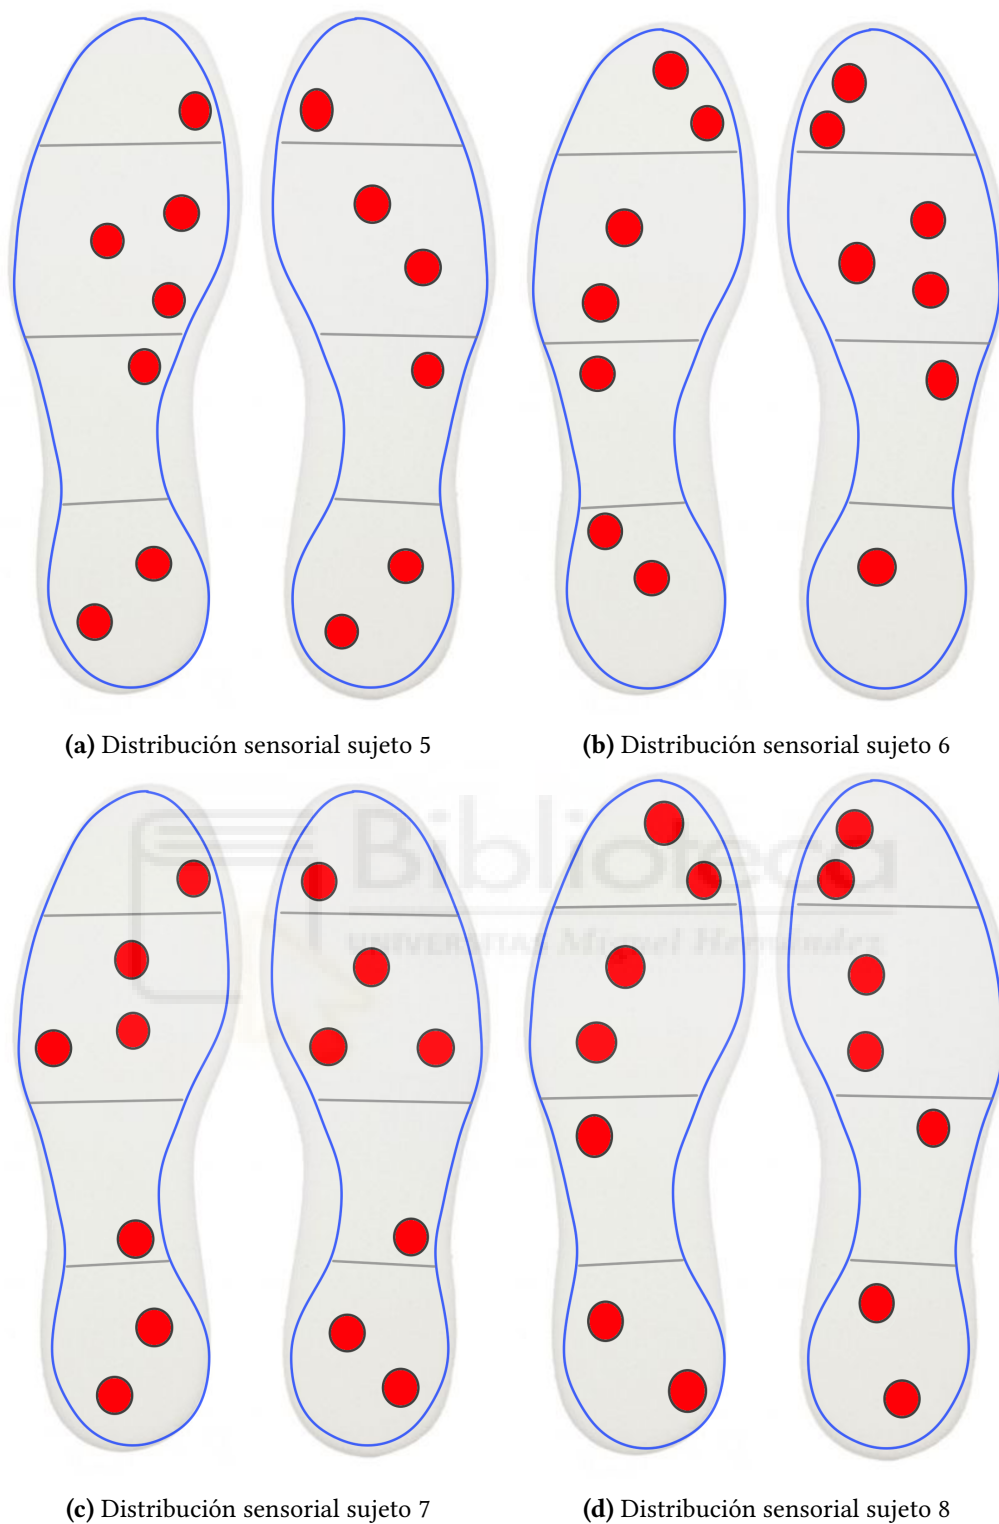 (a) Distribución sensorial sujeto 5
(b) Distribución sensorial sujeto 6
Biblioteca
UNIVERSITAS Miguel Hernández
(c) Distribución sensorial sujeto 7
(d) Distribución sensorial sujeto 8